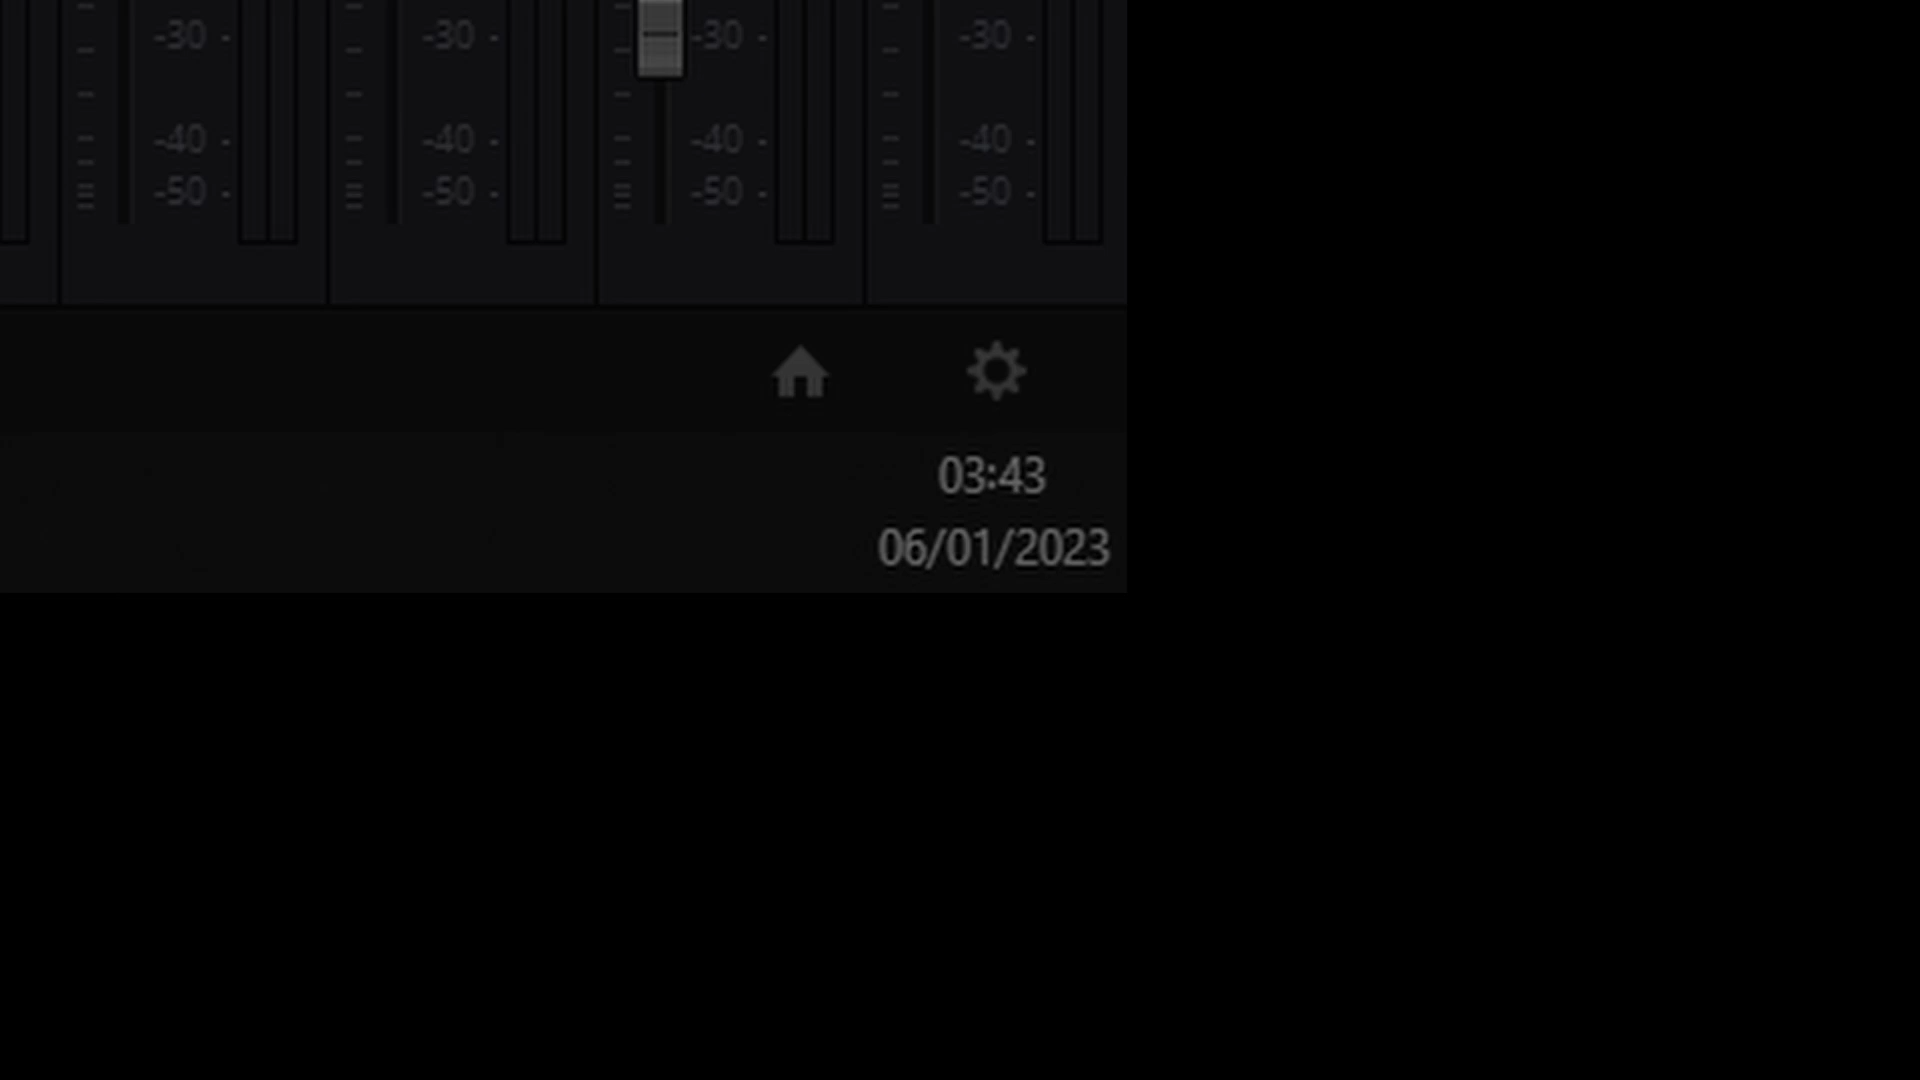 -30 - -30 - -30 - -30 -
-40 - -40 - -40 - -40 -
-50 - -50 - -50 - -50 -
03:43
06/01/2023